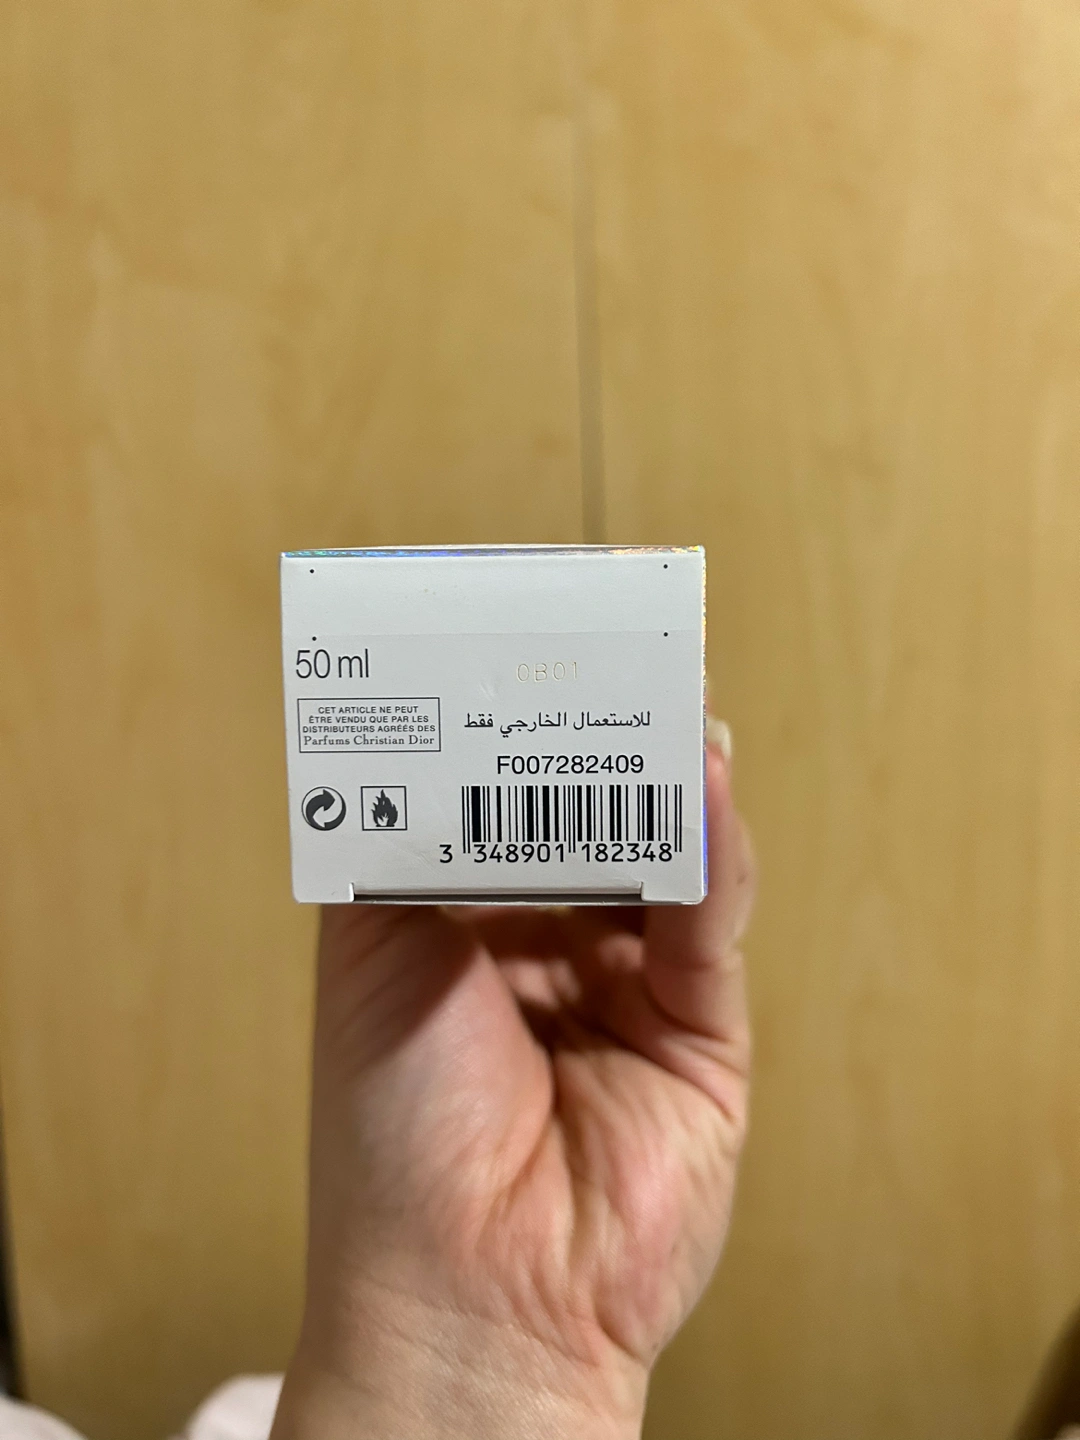 50 ml
0B01
CET ARTICLE NE PEUT
ÊTRE VENDU QUE PAR LES
DISTRIBUTEURS AGRÉÉS DES
Parfums Christian Dior
للاستعمال الخارجي فقط
F007282409
3 348901 182348